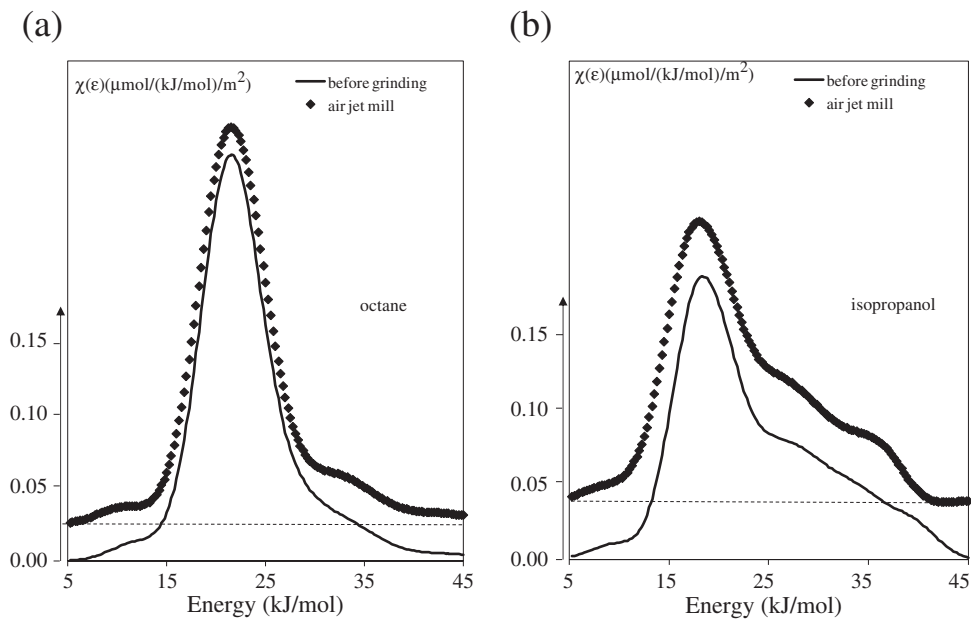 (a)
χ(ε)(μmol/(kJ/mol)/m²)
before grinding
air jet mill
octane
0.15
0.10
0.05
0.00
5 15 25 35 45
Energy (kJ/mol)
(b)
χ(ε)(μmol/(kJ/mol)/m²)
before grinding
air jet mill
isopropanol
0.15
0.10
0.05
0.00
5 15 25 35 45
Energy (kJ/mol)